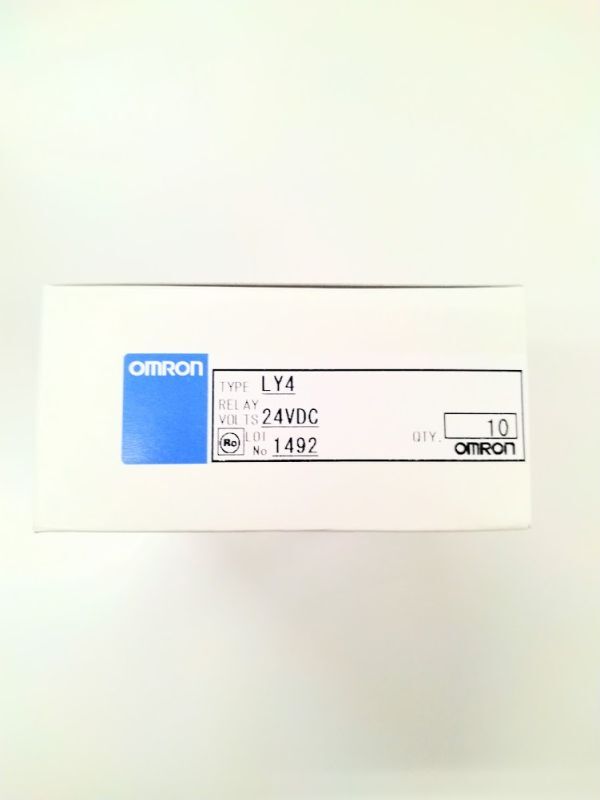 OMRON
TYPE LY4
RELAY
VOLTS 24VDC
Ro LOT
No 1492
QTY. 10
OMRON